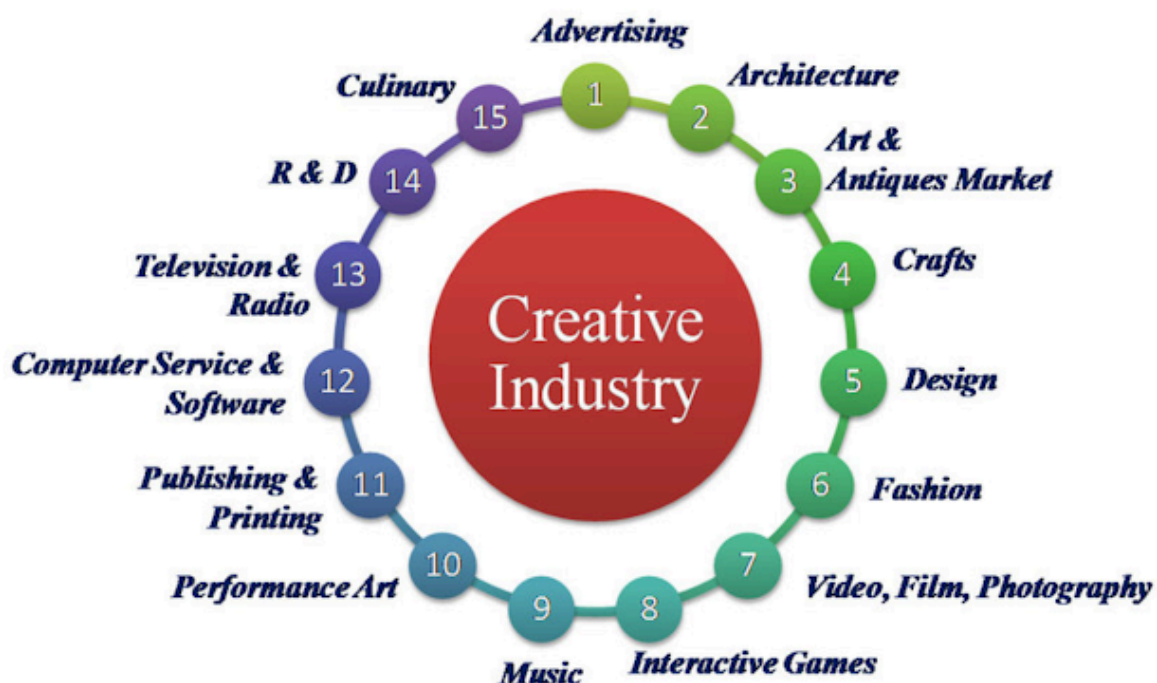 Creative
Industry
1
Advertising
2
Architecture
3
Art &
Antiques Market
4
Crafts
5
Design
6
Fashion
7
Video, Film, Photography
8
Interactive Games
9
Music
10
Performance Art
11
Publishing &
Printing
12
Computer Service &
Software
13
Television &
Radio
14
R & D
15
Culinary